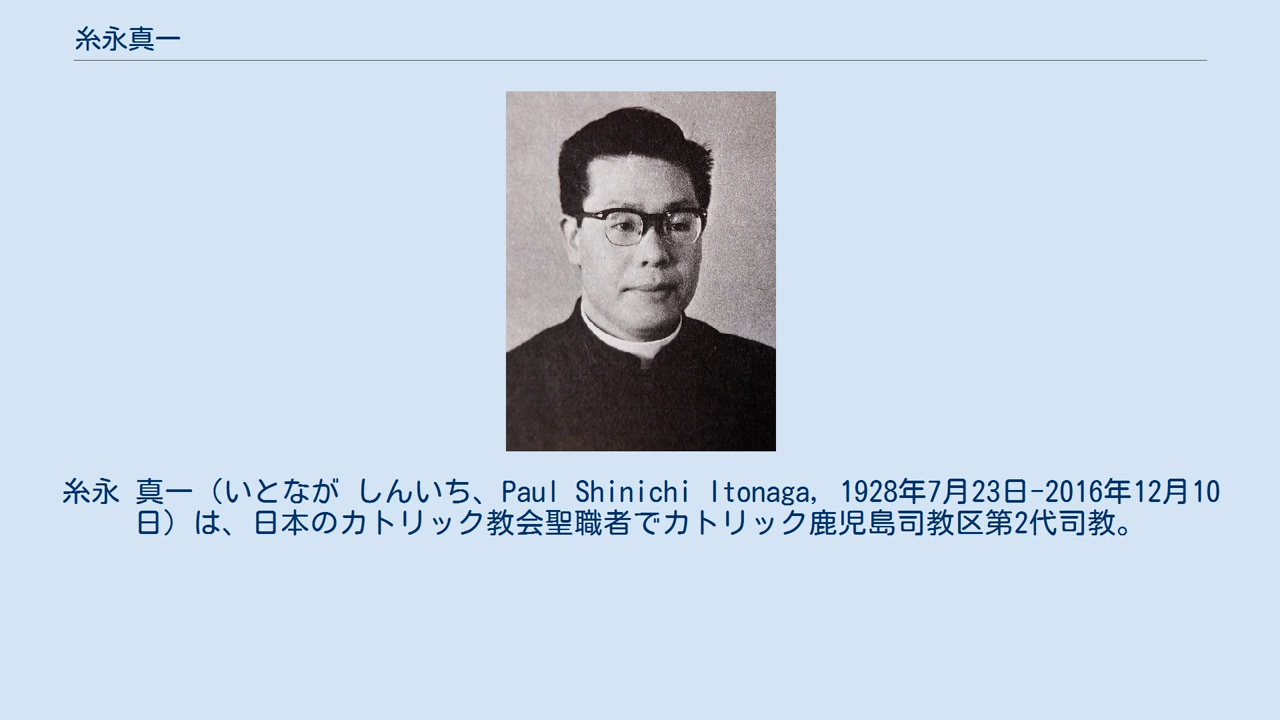 糸永真一
糸永 真一（いとなが しんいち、Paul Shinichi Itonaga, 1928年7月23日-2016年12月10
日）は、日本のカトリック教会聖職者でカトリック鹿児島司教区第2代司教。